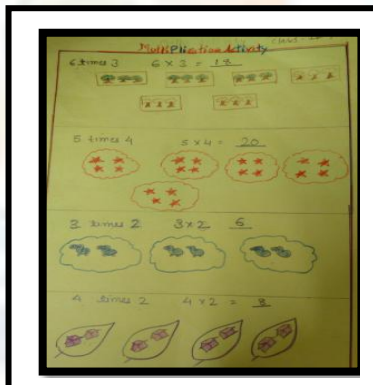 MultiPlication Activity
6 times 3 6 × 3 = 18
5 times 4 5 × 4 = 20
3 times 2 3 × 2 6
4 times 2 4 × 2 = 8